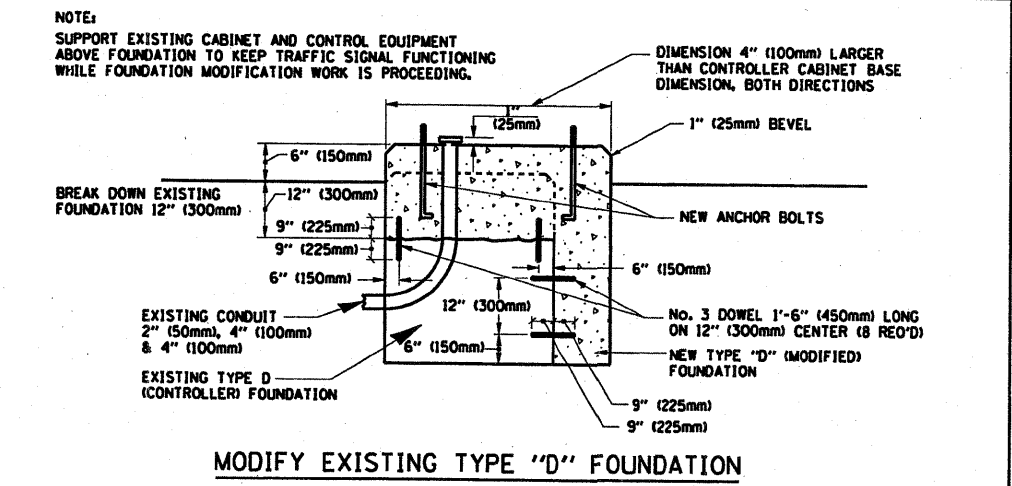 NOTE:
SUPPORT EXISTING CABINET AND CONTROL EQUIPMENT
ABOVE FOUNDATION TO KEEP TRAFFIC SIGNAL FUNCTIONING
WHILE FOUNDATION MODIFICATION WORK IS PROCEEDING.
DIMENSION 4" (100mm) LARGER
THAN CONTROLLER CABINET BASE
DIMENSION, BOTH DIRECTIONS
1"
(25mm)
1" (25mm) BEVEL
6" (150mm)
BREAK DOWN EXISTING
FOUNDATION 12" (300mm)
12" (300mm)
NEW ANCHOR BOLTS
9" (225mm)
9" (225mm)
6" (150mm)
6" (150mm)
12" (300mm)
EXISTING CONDUIT
2" (50mm), 4" (100mm)
& 4" (100mm)
No. 3 DOWEL 1'-6" (450mm) LONG
ON 12" (300mm) CENTER (8 REQ'D)
6" (150mm)
NEW TYPE "D" (MODIFIED)
FOUNDATION
EXISTING TYPE D
(CONTROLLER) FOUNDATION
9" (225mm)
9" (225mm)
MODIFY EXISTING TYPE "D" FOUNDATION